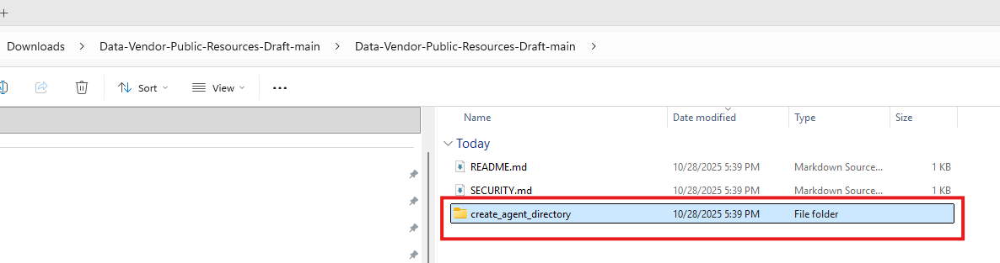 Downloads > Data-Vendor-Public-Resources-Draft-main > Data-Vendor-Public-Resources-Draft-main >
Sort View ...
Name Date modified Type Size
Today
README.md 10/28/2025 5:39 PM Markdown Source... 1 KB
SECURITY.md 10/28/2025 5:39 PM Markdown Source... 1 KB
create_agent_directory 10/28/2025 5:39 PM File folder